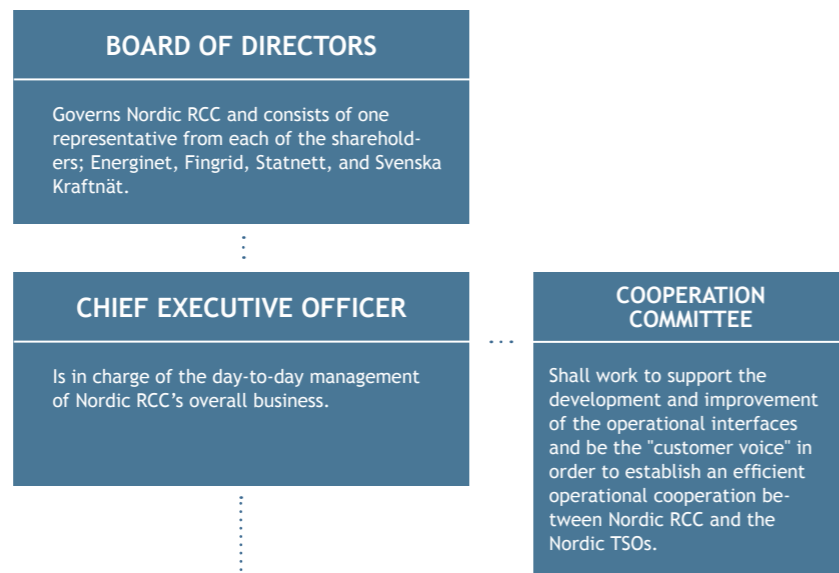 BOARD OF DIRECTORS
Governs Nordic RCC and consists of one
representative from each of the sharehold-
ers; Energinet, Fingrid, Statnett, and Svenska
Kraftnät.
CHIEF EXECUTIVE OFFICER
Is in charge of the day-to-day management
of Nordic RCC’s overall business.
COOPERATION
COMMITTEE
Shall work to support the
development and improvement
of the operational interfaces
and be the "customer voice" in
order to establish an efficient
operational cooperation be-
tween Nordic RCC and the
Nordic TSOs.